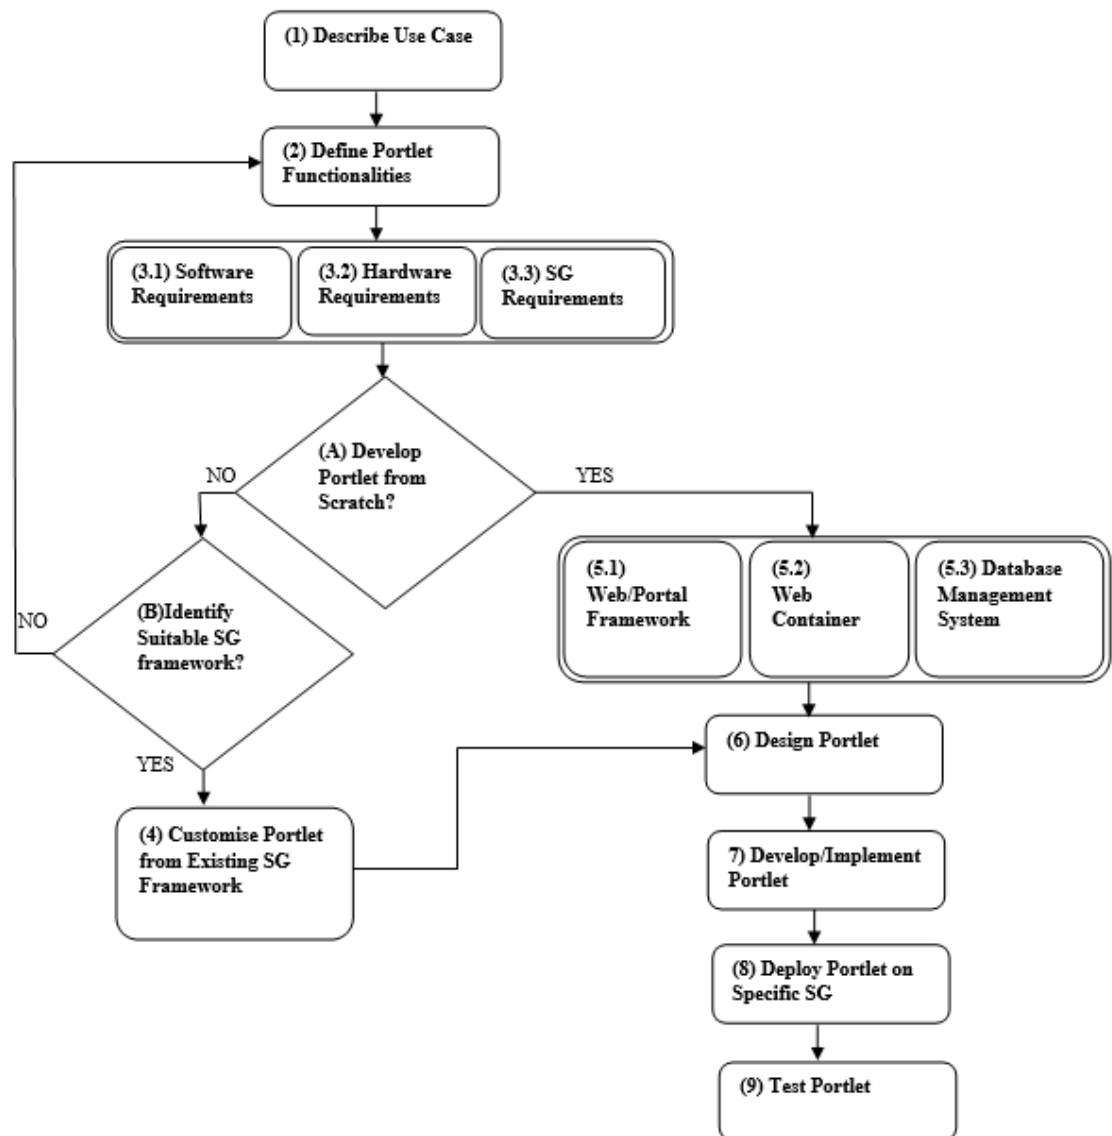 (1) Describe Use Case
(2) Define Portlet
Functionalities
(3.1) Software
Requirements
(3.2) Hardware
Requirements
(3.3) SG
Requirements
(A) Develop
Portlet from
Scratch?
NO
YES
(B)Identify
Suitable SG
framework?
NO
YES
(5.1)
Web/Portal
Framework
(5.2)
Web
Container
(5.3) Database
Management
System
(4) Customise Portlet
from Existing SG
Framework
(6) Design Portlet
7) Develop/Implement
Portlet
(8) Deploy Portlet on
Specific SG
(9) Test Portlet